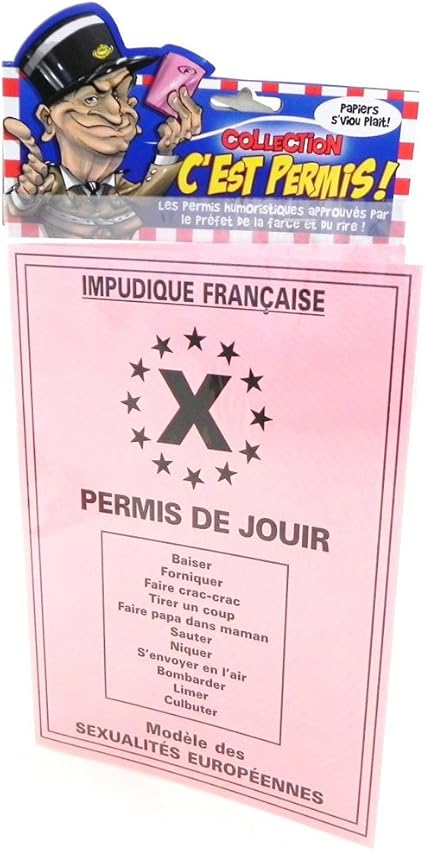 Papiers
s'viou plait!
COLLECTION
C'EST PERMIS!
Les permis humoristiques approuvés par
le préfet de la farce et du rire !
IMPUDIQUE FRANÇAISE
X
PERMIS DE JOUIR
Baiser
Forniquer
Faire crac-crac
Tirer un coup
Faire papa dans maman
Sauter
Niquer
S'envoyer en l'air
Bombarder
Limer
Culbuter
Modèle des
SEXUALITÉS EUROPÉENNES